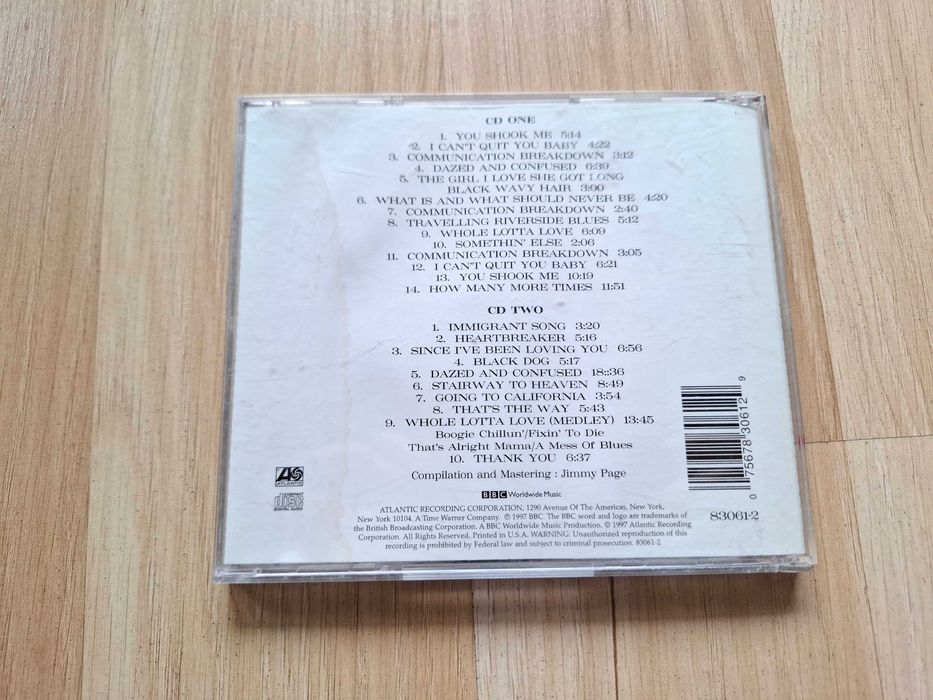 CD ONE
1. YOU SHOOK ME 5:14
2. I CAN'T QUIT YOU BABY 4:22
3. COMMUNICATION BREAKDOWN 3:12
4. DAZED AND CONFUSED 6:39
5. THE GIRL I LOVE SHE GOT LONG
BLACK WAVY HAIR 3:00
6. WHAT IS AND WHAT SHOULD NEVER BE 4:20
7. COMMUNICATION BREAKDOWN 2:40
8. TRAVELLING RIVERSIDE BLUES 5:12
9. WHOLE LOTTA LOVE 6:09
10. SOMETHIN' ELSE 2:06
11. COMMUNICATION BREAKDOWN 3:05
12. I CAN'T QUIT YOU BABY 6:21
13. YOU SHOOK ME 10:19
14. HOW MANY MORE TIMES 11:51
CD TWO
1. IMMIGRANT SONG 3:20
2. HEARTBREAKER 5:16
3. SINCE I'VE BEEN LOVING YOU 6:56
4. BLACK DOG 5:17
5. DAZED AND CONFUSED 18::36
6. STAIRWAY TO HEAVEN 8:49
7. GOING TO CALIFORNIA 3:54
8. THAT'S THE WAY 5:43
9. WHOLE LOTTA LOVE (MEDLEY) 13:45
Boogie Chillun'/Fixin' To Die
That's Alright Mama/A Mess Of Blues
10. THANK YOU 6:37
Compilation and Mastering : Jimmy Page
BBC Worldwide Music
ATLANTIC
COMPACT
disc
DIGITAL AUDIO
ATLANTIC RECORDING CORPORATION, 1290 Avenue Of The Americas, New York,
New York 10104. A Time Warner Company. ℗ 1997 BBC. The BBC word and logo are trademarks of
the British Broadcasting Corporation. A BBC Worldwide Music Production. © 1997 Atlantic Recording
Corporation. All Rights Reserved. Printed in U.S.A. WARNING: Unauthorized reproduction of this
recording is prohibited by Federal law and subject to criminal prosecution. 83061-2
0 75678 30612 9
83061-2